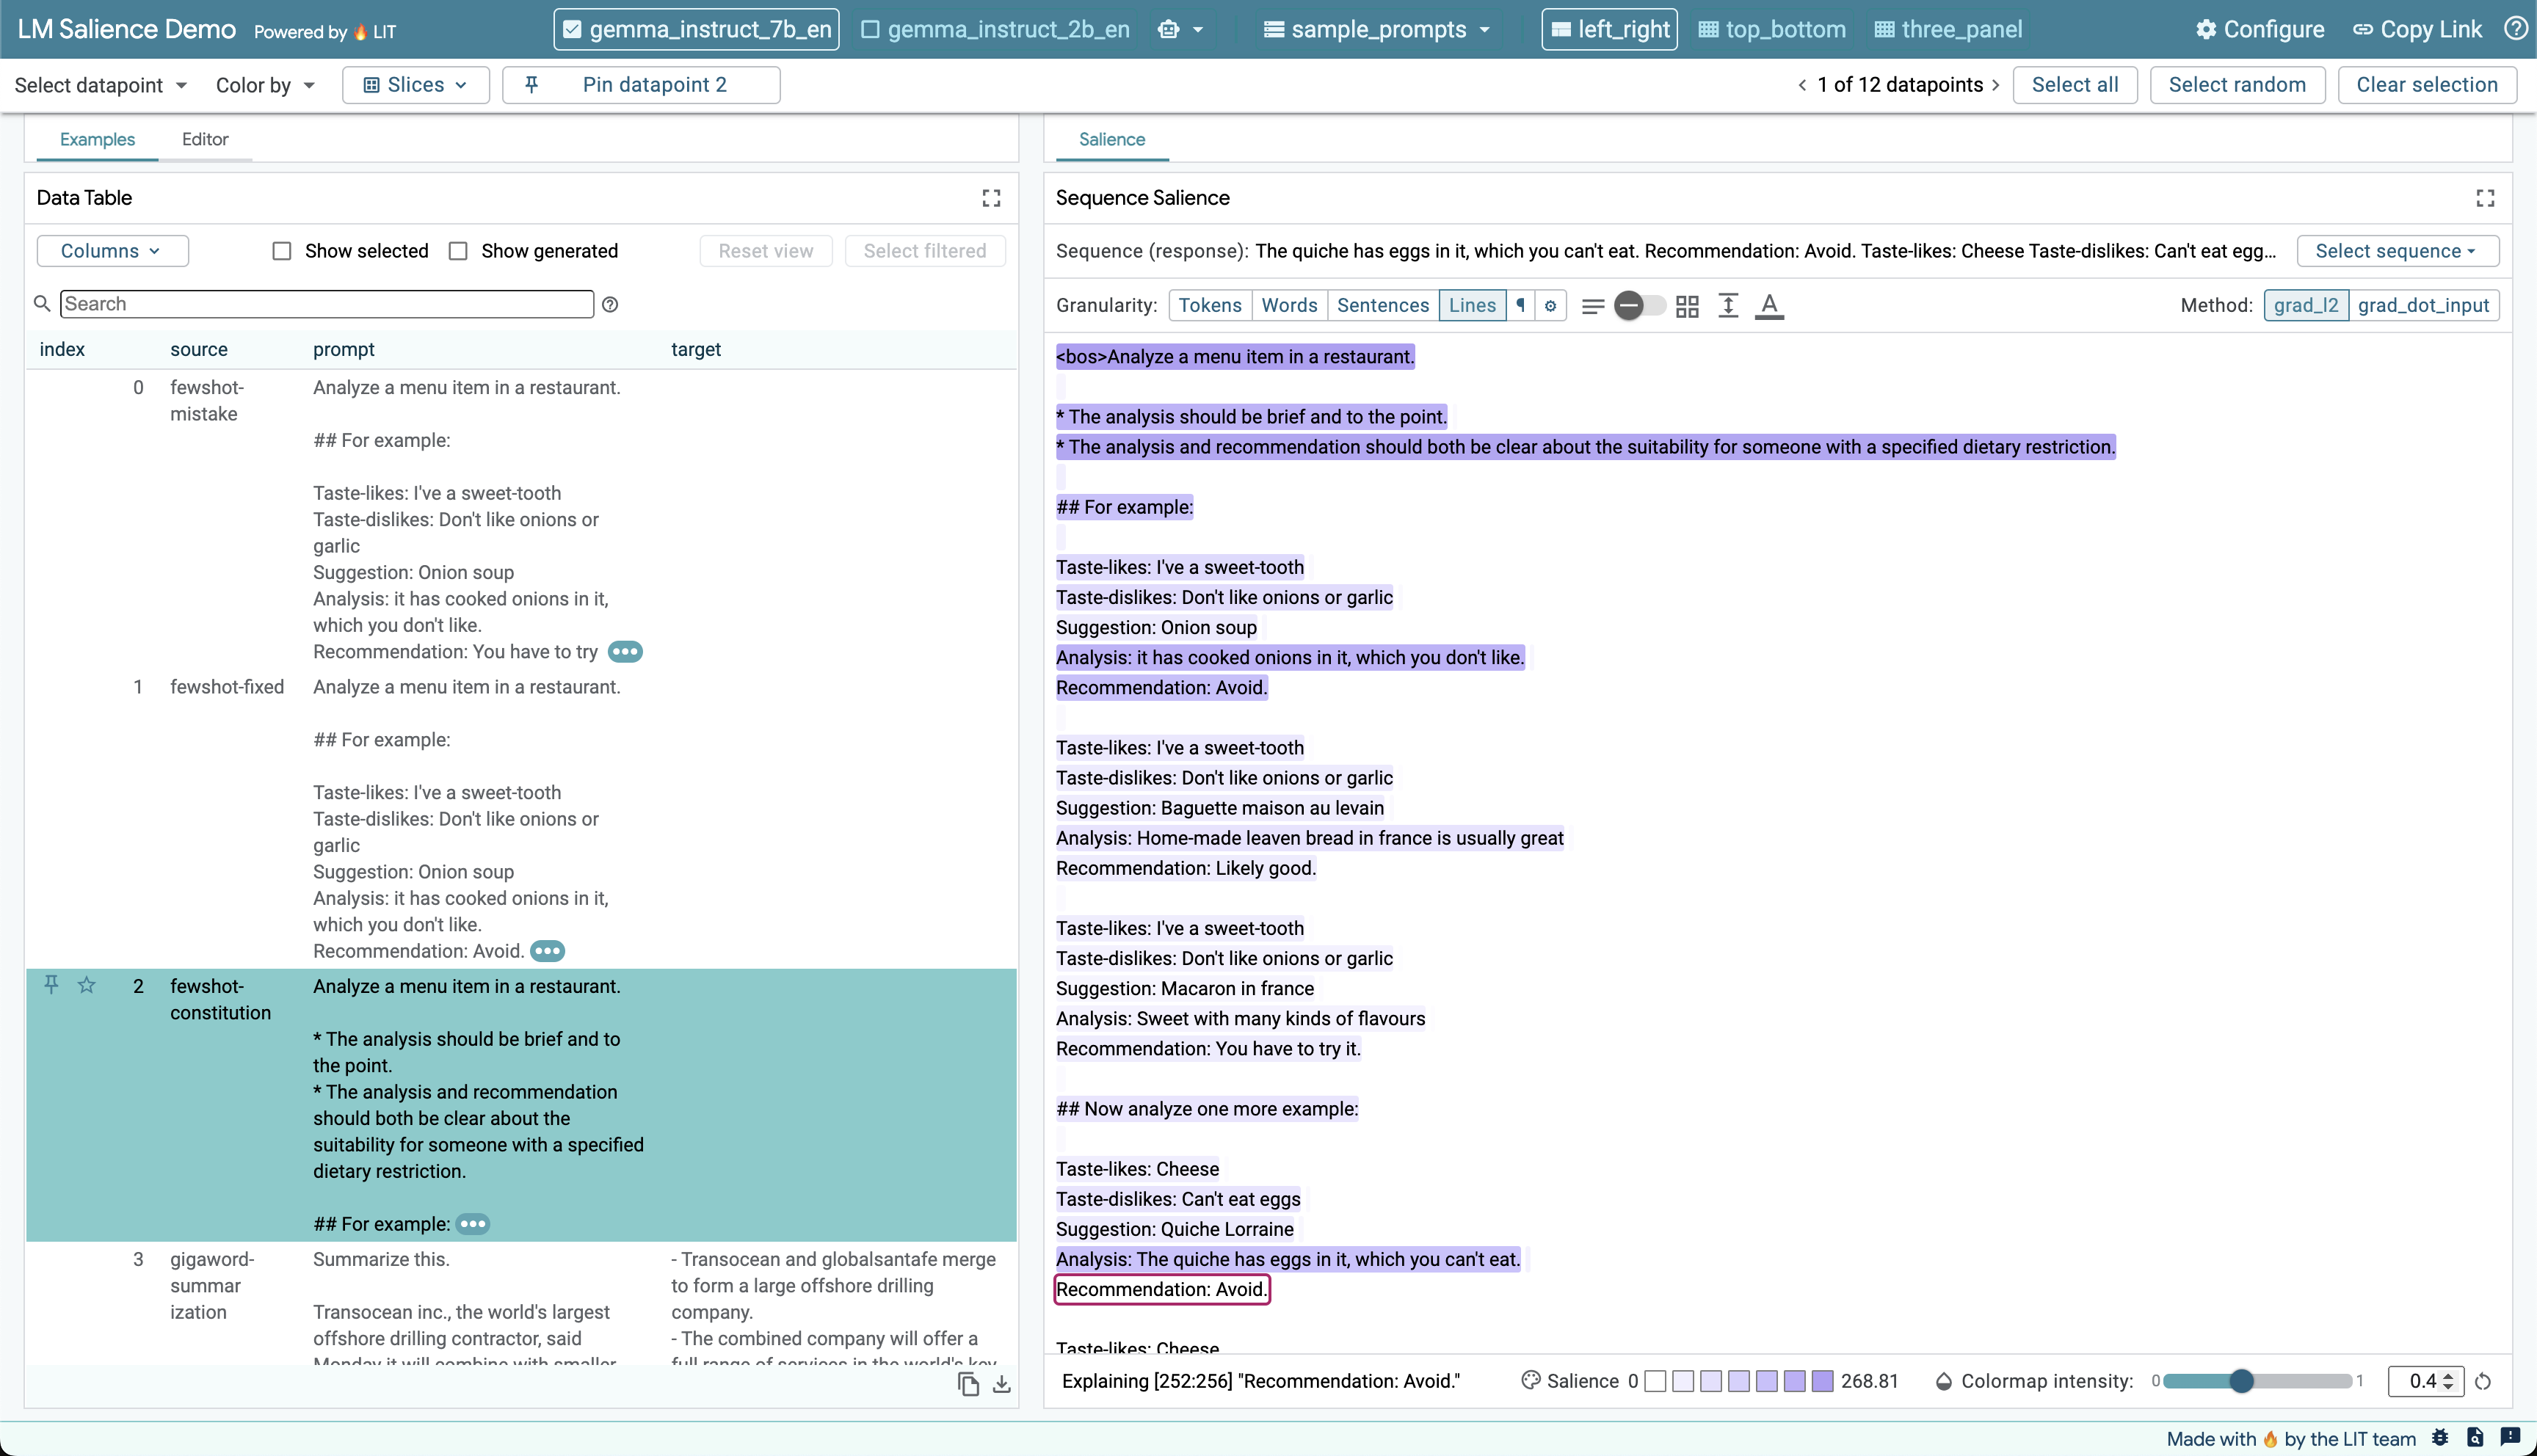 LM Salience Demo Powered by LIT gemma_instruct_7b_en gemma_instruct_2b_en sample_prompts left_right top_bottom three_panel Configure Copy Link
Select datapoint Color by Slices Pin datapoint 2 1 of 12 datapoints Select all Select random Clear selection
Examples Editor
Data Table
Columns Show selected Show generated Reset view Select filtered
Search
index source prompt target
0 fewshot- Analyze a menu item in a restaurant.
mistake
## For example:
Taste-likes: I've a sweet-tooth
Taste-dislikes: Don't like onions or
garlic
Suggestion: Onion soup
Analysis: it has cooked onions in it,
which you don't like.
Recommendation: You have to try •••
1 fewshot-fixed Analyze a menu item in a restaurant.
## For example:
Taste-likes: I've a sweet-tooth
Taste-dislikes: Don't like onions or
garlic
Suggestion: Onion soup
Analysis: it has cooked onions in it,
which you don't like.
Recommendation: Avoid. •••
2 fewshot- Analyze a menu item in a restaurant.
constitution
* The analysis should be brief and to
the point.
* The analysis and recommendation
should both be clear about the
suitability for someone with a specified
dietary restriction.
## For example: •••
3 gigaword- Summarize this. - Transocean and globalsantafe merge
summar to form a large offshore drilling
ization Transocean inc., the world's largest company.
offshore drilling contractor, said - The combined company will offer a
Monday it will combine with smaller full range of services in the world's key
Salience
Sequence Salience
Sequence (response): The quiche has eggs in it, which you can't eat. Recommendation: Avoid. Taste-likes: Cheese Taste-dislikes: Can't eat egg... Select sequence
Granularity: Tokens Words Sentences Lines ¶ Method: grad_l2 grad_dot_input
<bos>Analyze a menu item in a restaurant.
* The analysis should be brief and to the point.
* The analysis and recommendation should both be clear about the suitability for someone with a specified dietary restriction.
## For example:
Taste-likes: I've a sweet-tooth
Taste-dislikes: Don't like onions or garlic
Suggestion: Onion soup
Analysis: it has cooked onions in it, which you don't like.
Recommendation: Avoid.
Taste-likes: I've a sweet-tooth
Taste-dislikes: Don't like onions or garlic
Suggestion: Baguette maison au levain
Analysis: Home-made leaven bread in france is usually great
Recommendation: Likely good.
Taste-likes: I've a sweet-tooth
Taste-dislikes: Don't like onions or garlic
Suggestion: Macaron in france
Analysis: Sweet with many kinds of flavours
Recommendation: You have to try it.
## Now analyze one more example:
Taste-likes: Cheese
Taste-dislikes: Can't eat eggs
Suggestion: Quiche Lorraine
Analysis: The quiche has eggs in it, which you can't eat.
Recommendation: Avoid.
Taste-likes: Cheese
Explaining [252:256] "Recommendation: Avoid." Salience 0 268.81 Colormap intensity: 0 1 0.4
Made with 🔥 by the LIT team